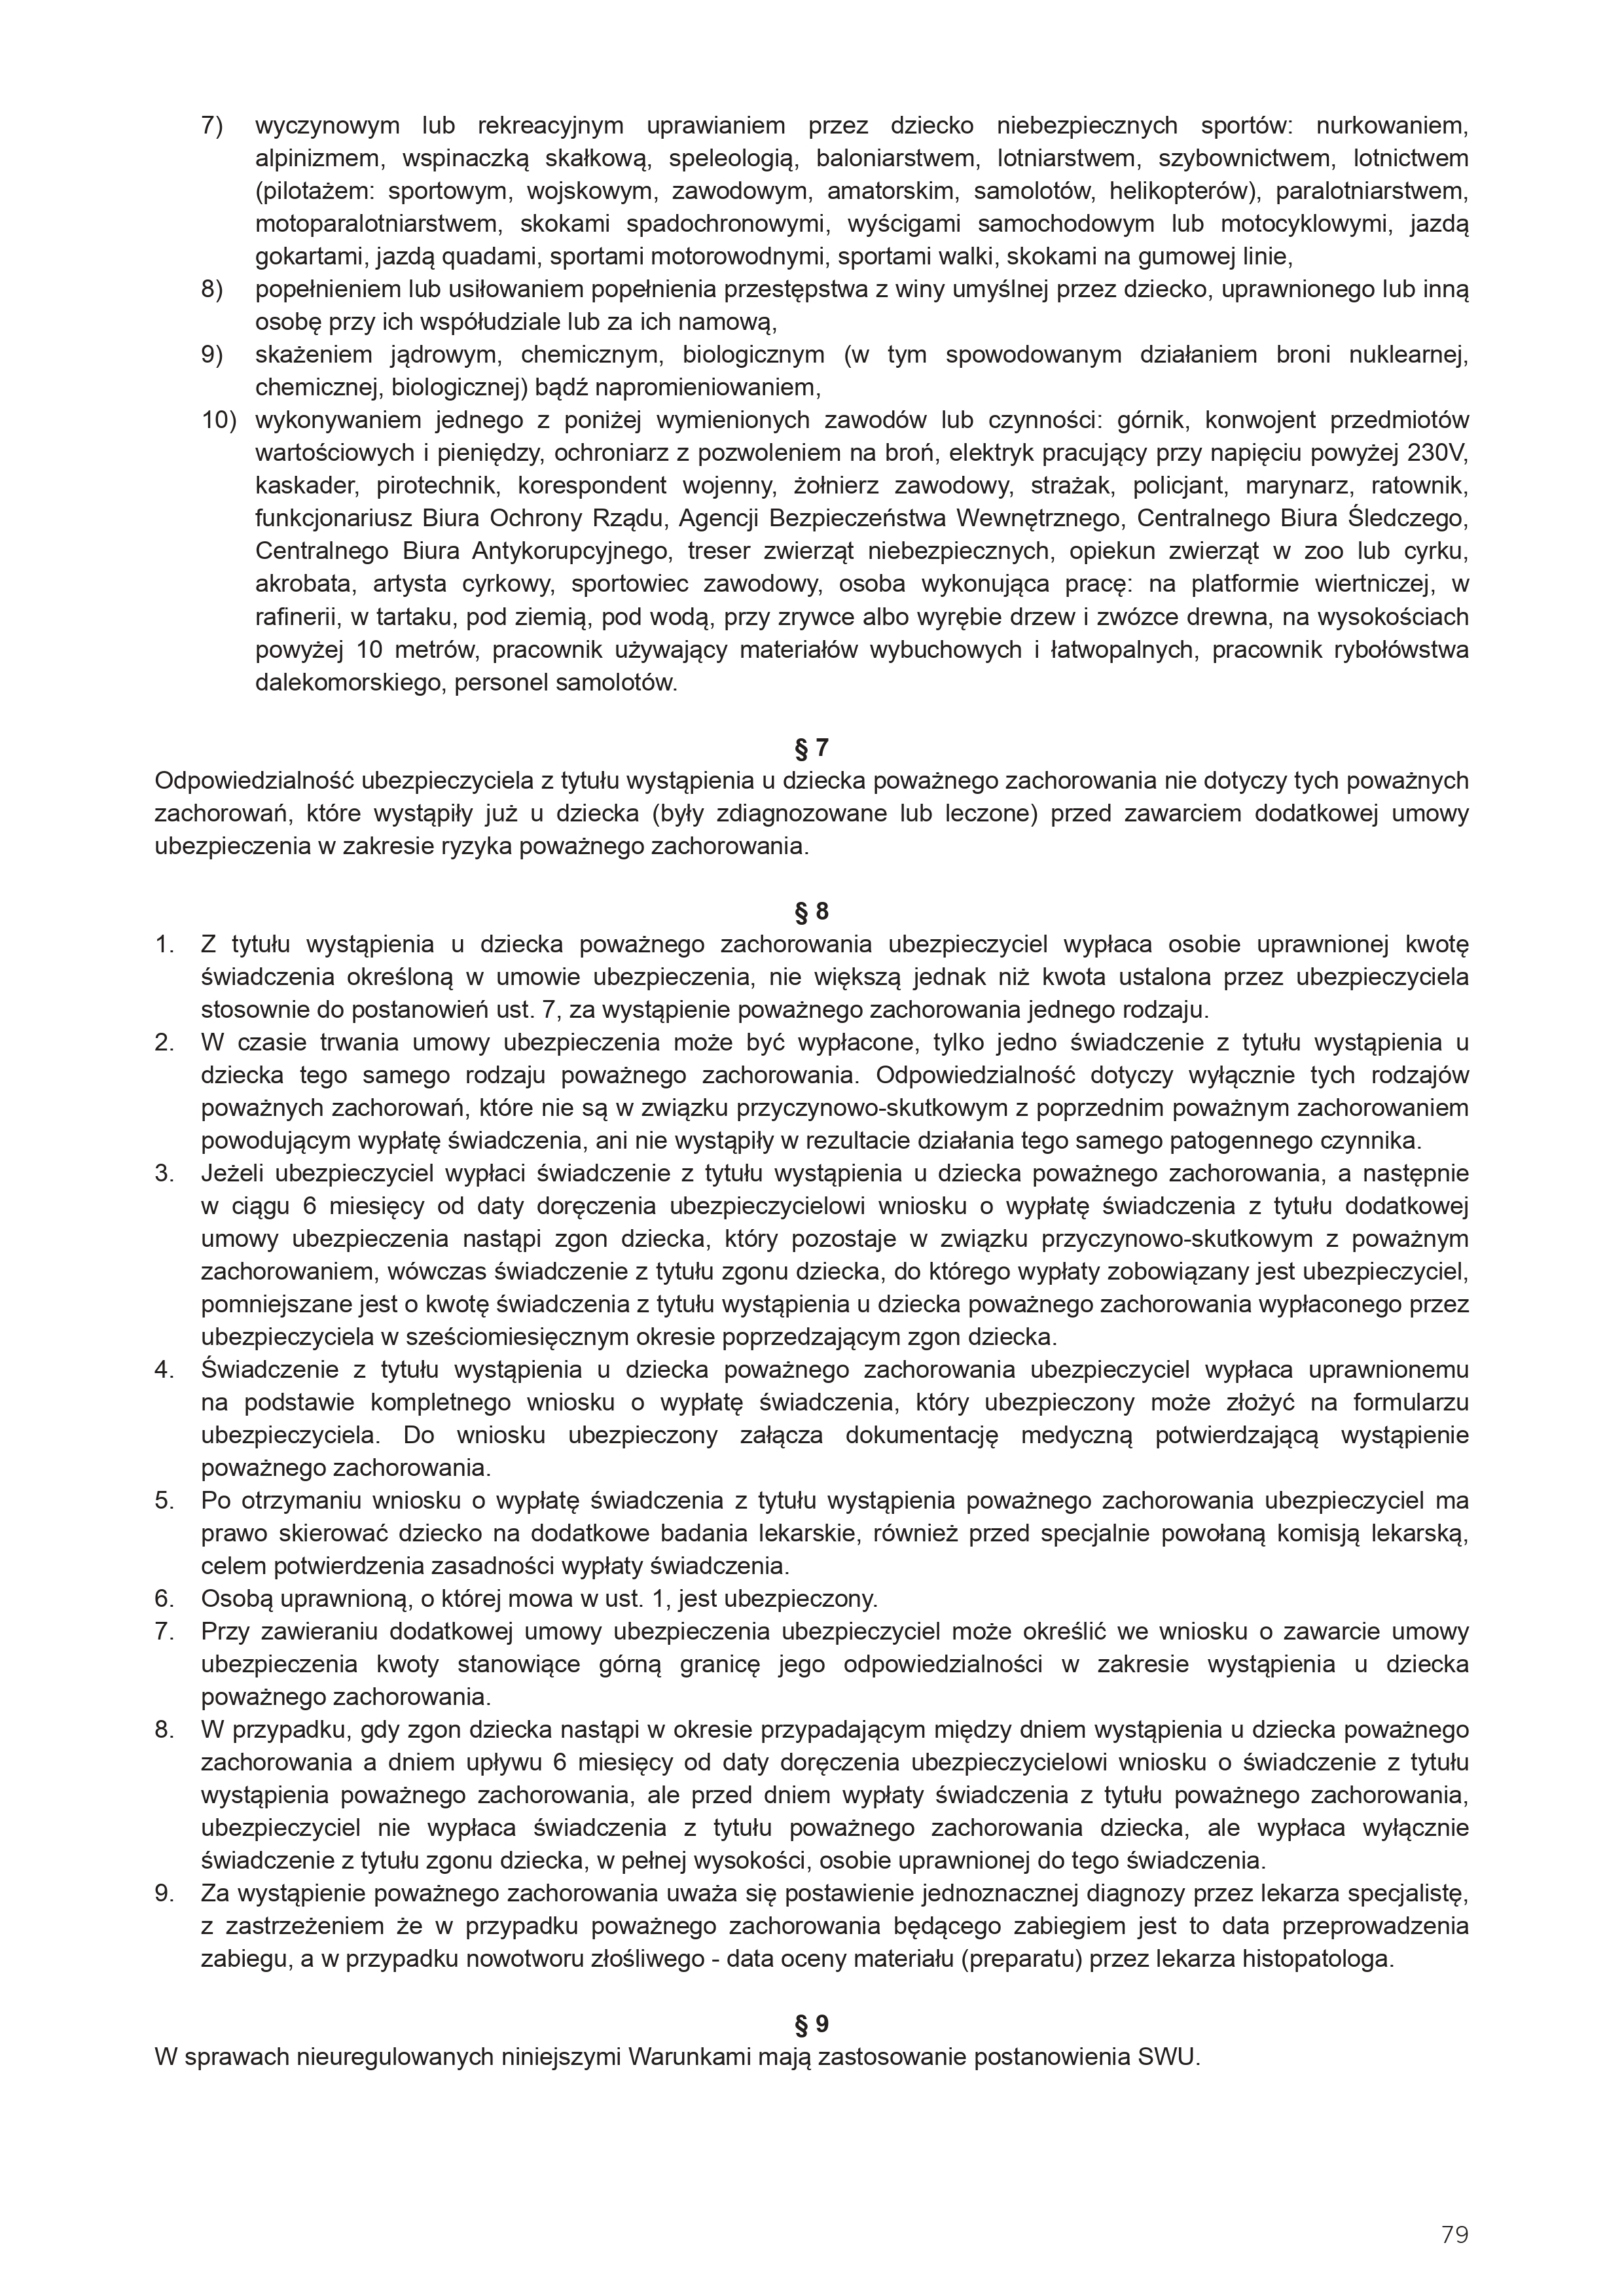 7) wyczynowym lub rekreacyjnym uprawianiem przez dziecko niebezpiecznych sportów: nurkowaniem,
alpinizmem, wspinaczką skałkową, speleologią, baloniarstwem, lotniarstwem, szybownictwem, lotnictwem
(pilotażem: sportowym, wojskowym, zawodowym, amatorskim, samolotów, helikopterów), paralotniarstwem,
motoparalotniarstwem, skokami spadochronowymi, wyścigami samochodowym lub motocyklowymi, jazdą
gokartami, jazdą quadami, sportami motorowodnymi, sportami walki, skokami na gumowej linie,
8) popełnieniem lub usiłowaniem popełnienia przestępstwa z winy umyślnej przez dziecko, uprawnionego lub inną
osobę przy ich współudziale lub za ich namową,
9) skażeniem jądrowym, chemicznym, biologicznym (w tym spowodowanym działaniem broni nuklearnej,
chemicznej, biologicznej) bądź napromieniowaniem,
10) wykonywaniem jednego z poniżej wymienionych zawodów lub czynności: górnik, konwojent przedmiotów
wartościowych i pieniędzy, ochroniarz z pozwoleniem na broń, elektryk pracujący przy napięciu powyżej 230V,
kaskader, pirotechnik, korespondent wojenny, żołnierz zawodowy, strażak, policjant, marynarz, ratownik,
funkcjonariusz Biura Ochrony Rządu, Agencji Bezpieczeństwa Wewnętrznego, Centralnego Biura Śledczego,
Centralnego Biura Antykorupcyjnego, treser zwierząt niebezpiecznych, opiekun zwierząt w zoo lub cyrku,
akrobata, artysta cyrkowy, sportowiec zawodowy, osoba wykonująca pracę: na platformie wiertniczej, w
rafinerii, w tartaku, pod ziemią, pod wodą, przy zrywce albo wyrębie drzew i zwózce drewna, na wysokościach
powyżej 10 metrów, pracownik używający materiałów wybuchowych i łatwopalnych, pracownik rybołówstwa
dalekomorskiego, personel samolotów.
§ 7
Odpowiedzialność ubezpieczyciela z tytułu wystąpienia u dziecka poważnego zachorowania nie dotyczy tych poważnych
zachorowań, które wystąpiły już u dziecka (były zdiagnozowane lub leczone) przed zawarciem dodatkowej umowy
ubezpieczenia w zakresie ryzyka poważnego zachorowania.
§ 8
1. Z tytułu wystąpienia u dziecka poważnego zachorowania ubezpieczyciel wypłaca osobie uprawnionej kwotę
świadczenia określoną w umowie ubezpieczenia, nie większą jednak niż kwota ustalona przez ubezpieczyciela
stosownie do postanowień ust. 7, za wystąpienie poważnego zachorowania jednego rodzaju.
2. W czasie trwania umowy ubezpieczenia może być wypłacone, tylko jedno świadczenie z tytułu wystąpienia u
dziecka tego samego rodzaju poważnego zachorowania. Odpowiedzialność dotyczy wyłącznie tych rodzajów
poważnych zachorowań, które nie są w związku przyczynowo-skutkowym z poprzednim poważnym zachorowaniem
powodującym wypłatę świadczenia, ani nie wystąpiły w rezultacie działania tego samego patogennego czynnika.
3. Jeżeli ubezpieczyciel wypłaci świadczenie z tytułu wystąpienia u dziecka poważnego zachorowania, a następnie
w ciągu 6 miesięcy od daty doręczenia ubezpieczycielowi wniosku o wypłatę świadczenia z tytułu dodatkowej
umowy ubezpieczenia nastąpi zgon dziecka, który pozostaje w związku przyczynowo-skutkowym z poważnym
zachorowaniem, wówczas świadczenie z tytułu zgonu dziecka, do którego wypłaty zobowiązany jest ubezpieczyciel,
pomniejszane jest o kwotę świadczenia z tytułu wystąpienia u dziecka poważnego zachorowania wypłaconego przez
ubezpieczyciela w sześciomiesięcznym okresie poprzedzającym zgon dziecka.
4. Świadczenie z tytułu wystąpienia u dziecka poważnego zachorowania ubezpieczyciel wypłaca uprawnionemu
na podstawie kompletnego wniosku o wypłatę świadczenia, który ubezpieczony może złożyć na formularzu
ubezpieczyciela. Do wniosku ubezpieczony załącza dokumentację medyczną potwierdzającą wystąpienie
poważnego zachorowania.
5. Po otrzymaniu wniosku o wypłatę świadczenia z tytułu wystąpienia poważnego zachorowania ubezpieczyciel ma
prawo skierować dziecko na dodatkowe badania lekarskie, również przed specjalnie powołaną komisją lekarską,
celem potwierdzenia zasadności wypłaty świadczenia.
6. Osobą uprawnioną, o której mowa w ust. 1, jest ubezpieczony.
7. Przy zawieraniu dodatkowej umowy ubezpieczenia ubezpieczyciel może określić we wniosku o zawarcie umowy
ubezpieczenia kwoty stanowiące górną granicę jego odpowiedzialności w zakresie wystąpienia u dziecka
poważnego zachorowania.
8. W przypadku, gdy zgon dziecka nastąpi w okresie przypadającym między dniem wystąpienia u dziecka poważnego
zachorowania a dniem upływu 6 miesięcy od daty doręczenia ubezpieczycielowi wniosku o świadczenie z tytułu
wystąpienia poważnego zachorowania, ale przed dniem wypłaty świadczenia z tytułu poważnego zachorowania,
ubezpieczyciel nie wypłaca świadczenia z tytułu poważnego zachorowania dziecka, ale wypłaca wyłącznie
świadczenie z tytułu zgonu dziecka, w pełnej wysokości, osobie uprawnionej do tego świadczenia.
9. Za wystąpienie poważnego zachorowania uważa się postawienie jednoznacznej diagnozy przez lekarza specjalistę,
z zastrzeżeniem że w przypadku poważnego zachorowania będącego zabiegiem jest to data przeprowadzenia
zabiegu, a w przypadku nowotworu złośliwego - data oceny materiału (preparatu) przez lekarza histopatologa.
§ 9
W sprawach nieuregulowanych niniejszymi Warunkami mają zastosowanie postanowienia SWU.
79